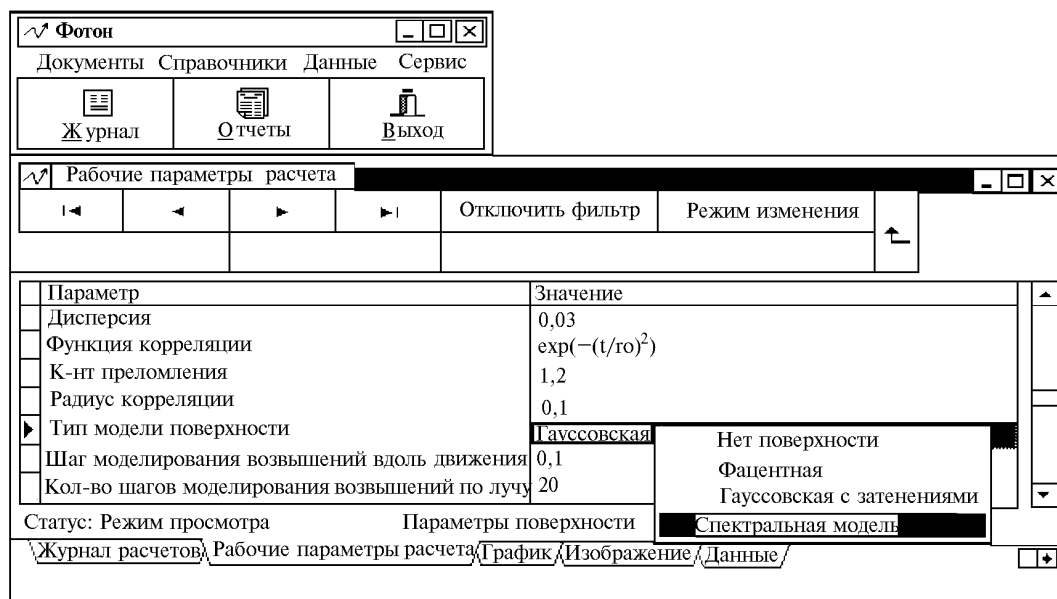 Фотон
Документы Справочники Данные Сервис
Журнал Отчеты Выход
Рабочие параметры расчета
Отключить фильтр Режим изменения
Параметр Значение
Дисперсия 0,03
Функция корреляции exp(−(t/ro)²)
К-нт преломления 1,2
Радиус корреляции 0,1
Тип модели поверхности Гауссовская
Нет поверхности
Шаг моделирования возвышений вдоль движения 0,1
Фацентная
Кол-во шагов моделирования возвышений по лучу 20
Гауссовская с затенениями
Статус: Режим просмотра Параметры поверхности
Спектральная модель
Журнал расчетов Рабочие параметры расчета График Изображение Данные